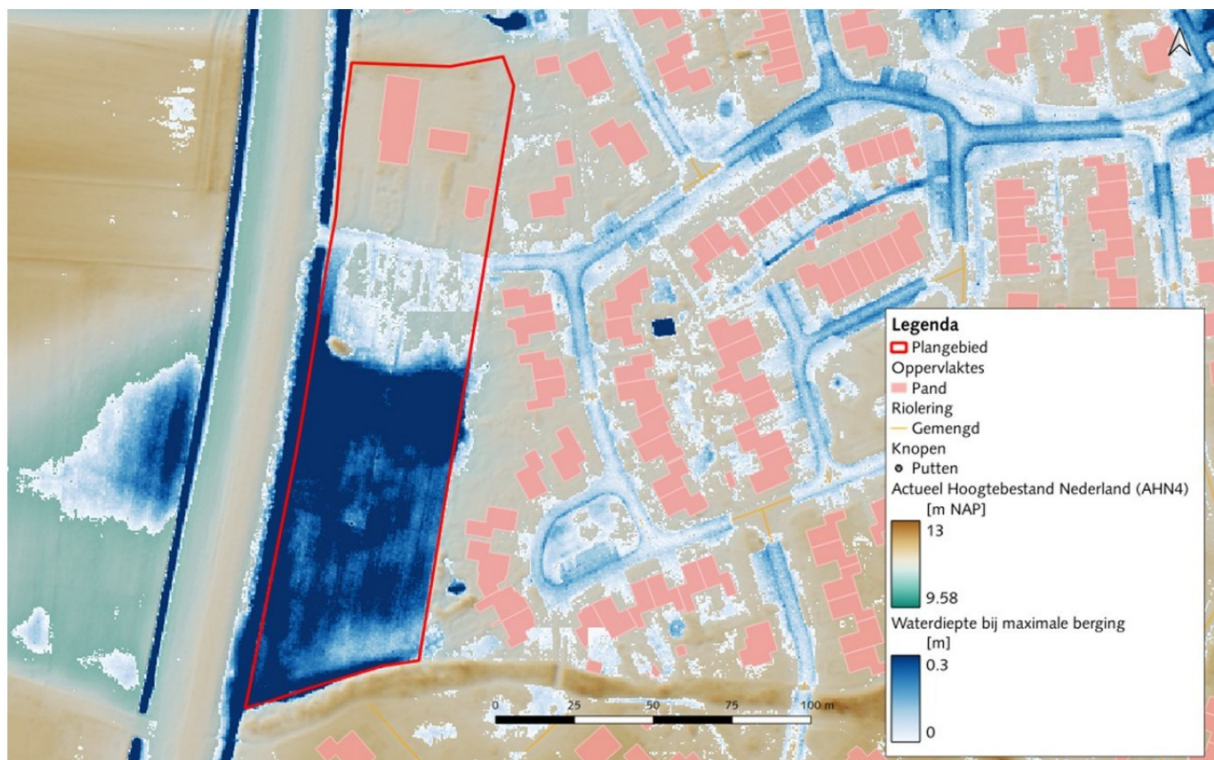 Legenda
Plangebied
Oppervlaktes
Pand
Riolering
Gemengd
Knopen
Putten
Actueel Hoogtebestand Nederland (AHN4)
[m NAP]
13
9.58
Waterdiepte bij maximale berging
[m]
0.3
0
0 25 50 75 100 m